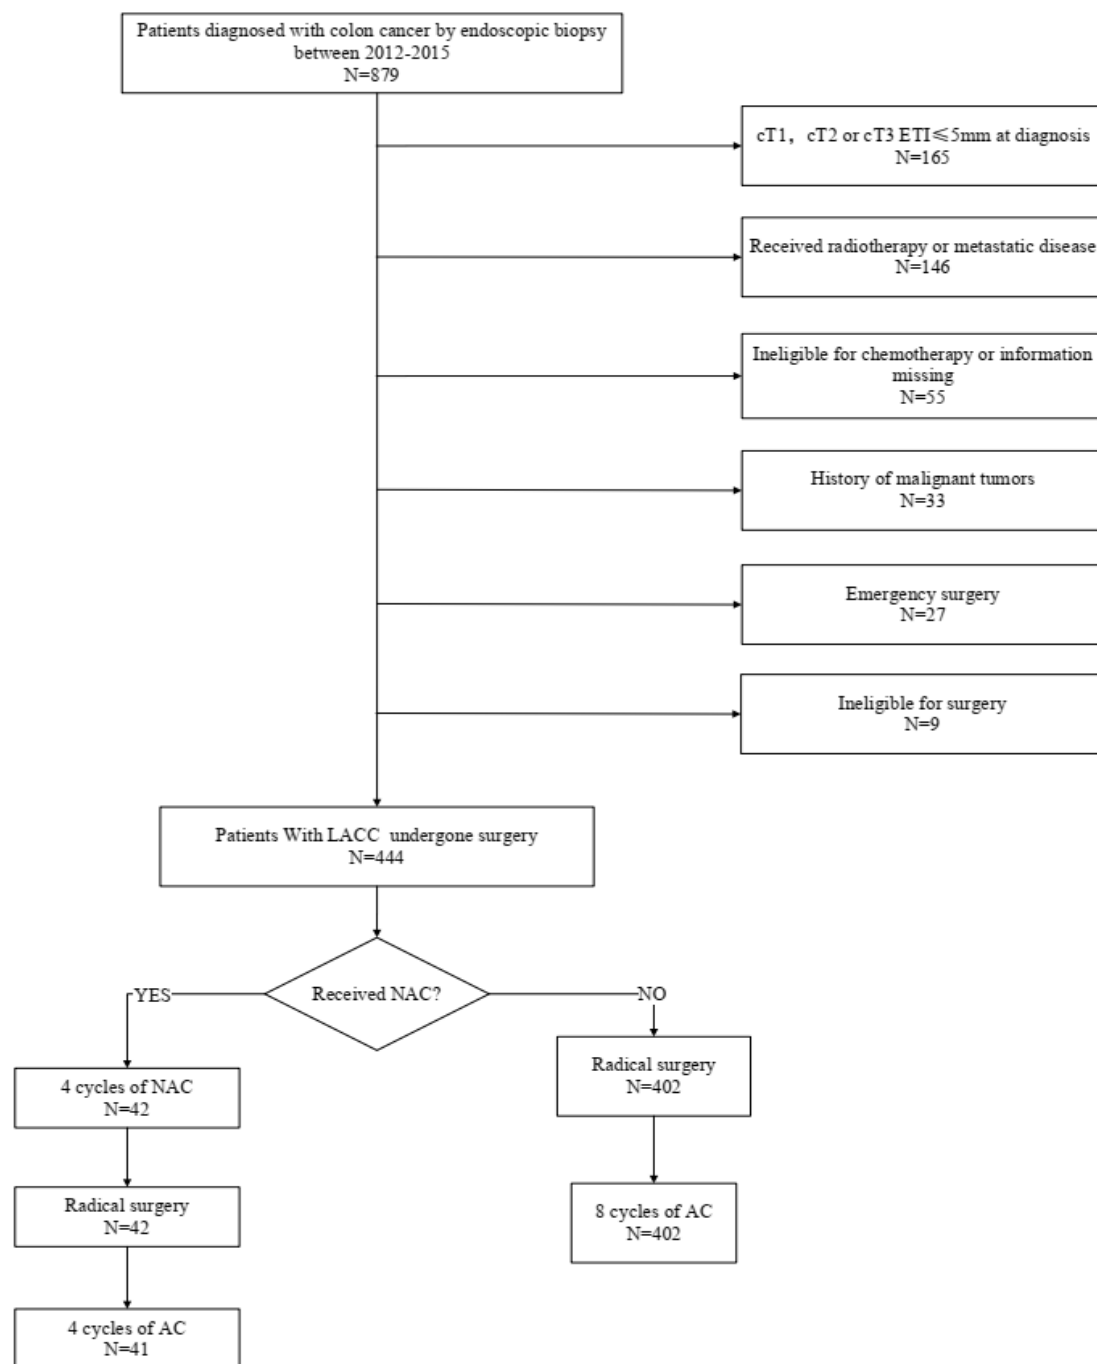 Patients diagnosed with colon cancer by endoscopic biopsy
between 2012-2015
N=879
cT1，cT2 or cT3 ETI≤5mm at diagnosis
N=165
Received radiotherapy or metastatic disease
N=146
Ineligible for chemotherapy or information
missing
N=55
History of malignant tumors
N=33
Emergency surgery
N=27
Ineligible for surgery
N=9
Patients With LACC undergone surgery
N=444
Received NAC?
YES
NO
4 cycles of NAC
N=42
Radical surgery
N=42
4 cycles of AC
N=41
Radical surgery
N=402
8 cycles of AC
N=402